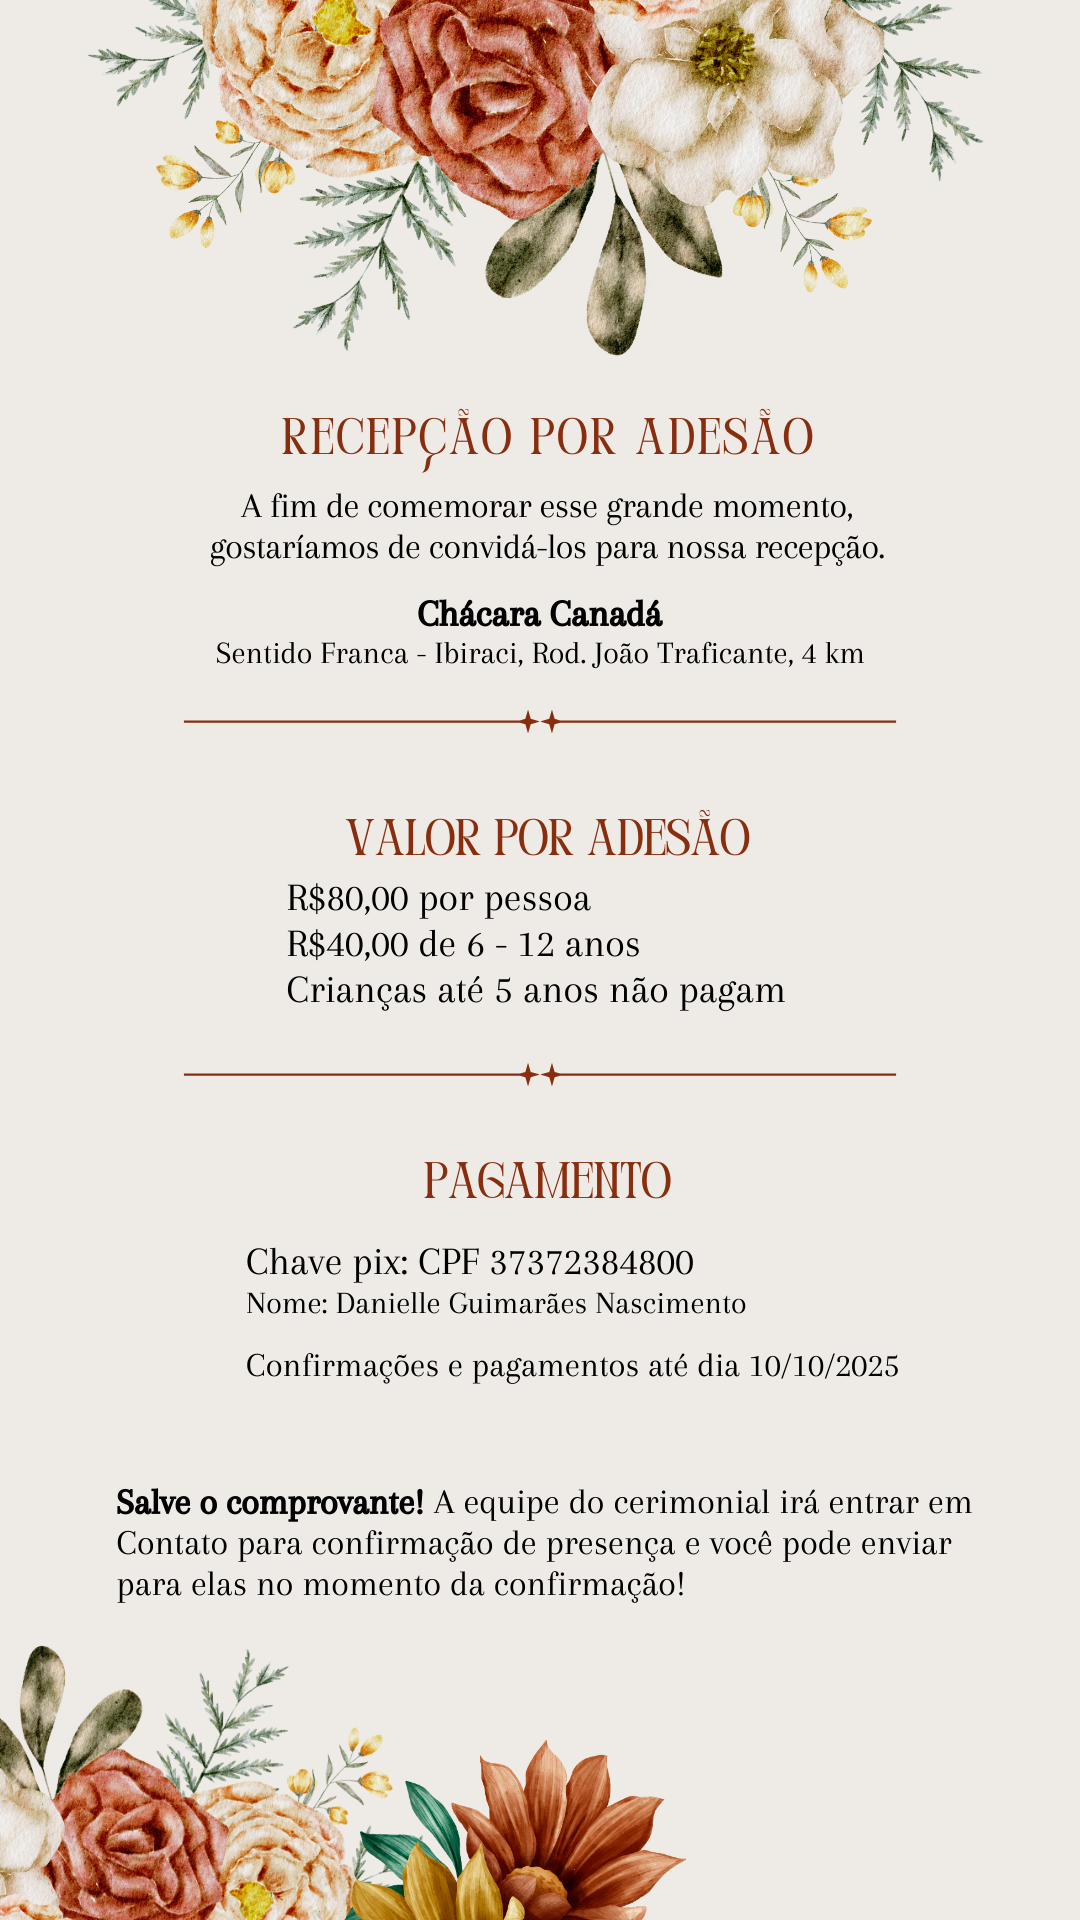 RECEPÇÃO POR ADESÃO
A fim de comemorar esse grande momento,
gostaríamos de convidá-los para nossa recepção.
Chácara Canadá
Sentido Franca - Ibiraci, Rod. João Traficante, 4 km
VALOR POR ADESÃO
R$80,00 por pessoa
R$40,00 de 6 - 12 anos
Crianças até 5 anos não pagam
PAGAMENTO
Chave pix: CPF 37372384800
Nome: Danielle Guimarães Nascimento
Confirmações e pagamentos até dia 10/10/2025
Salve o comprovante! A equipe do cerimonial irá entrar em
Contato para confirmação de presença e você pode enviar
para elas no momento da confirmação!